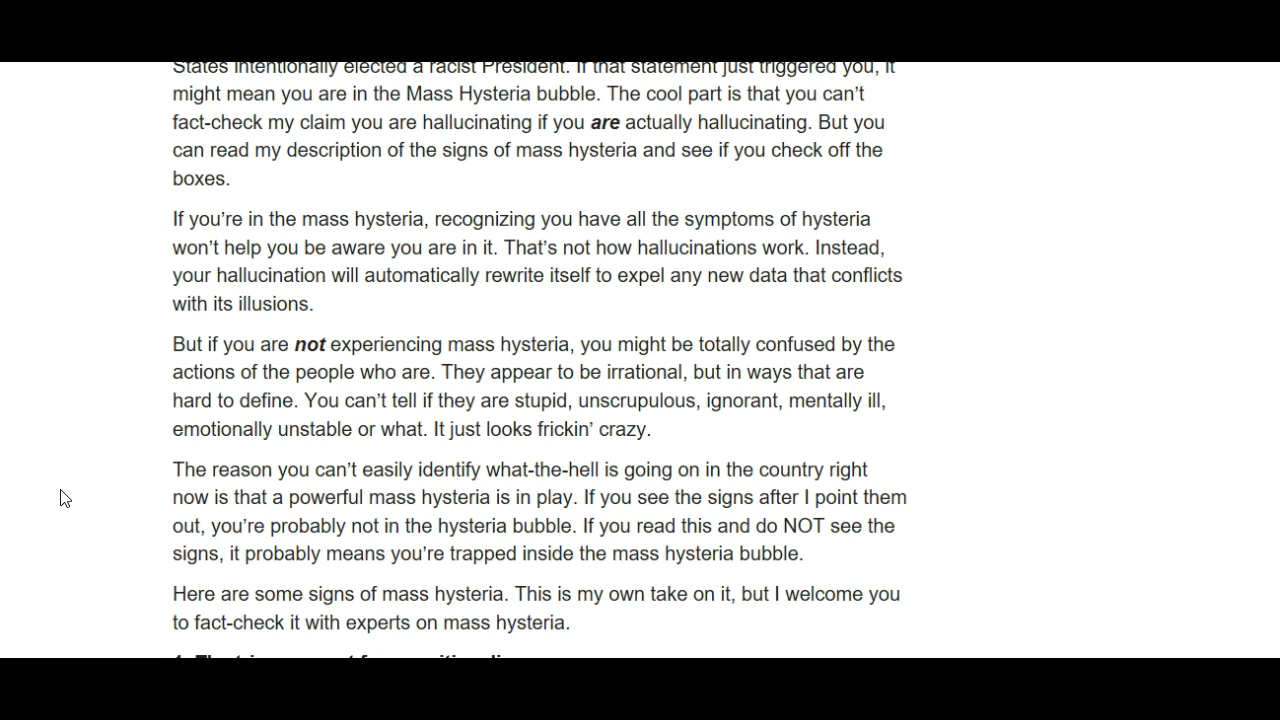 States intentionally elected a racist President. If that statement just triggered you, it
might mean you are in the Mass Hysteria bubble. The cool part is that you can’t
fact-check my claim you are hallucinating if you are actually hallucinating. But you
can read my description of the signs of mass hysteria and see if you check off the
boxes.
If you’re in the mass hysteria, recognizing you have all the symptoms of hysteria
won’t help you be aware you are in it. That’s not how hallucinations work. Instead,
your hallucination will automatically rewrite itself to expel any new data that conflicts
with its illusions.
But if you are not experiencing mass hysteria, you might be totally confused by the
actions of the people who are. They appear to be irrational, but in ways that are
hard to define. You can’t tell if they are stupid, unscrupulous, ignorant, mentally ill,
emotionally unstable or what. It just looks frickin’ crazy.
The reason you can’t easily identify what-the-hell is going on in the country right
now is that a powerful mass hysteria is in play. If you see the signs after I point them
out, you’re probably not in the hysteria bubble. If you read this and do NOT see the
signs, it probably means you’re trapped inside the mass hysteria bubble.
Here are some signs of mass hysteria. This is my own take on it, but I welcome you
to fact-check it with experts on mass hysteria.